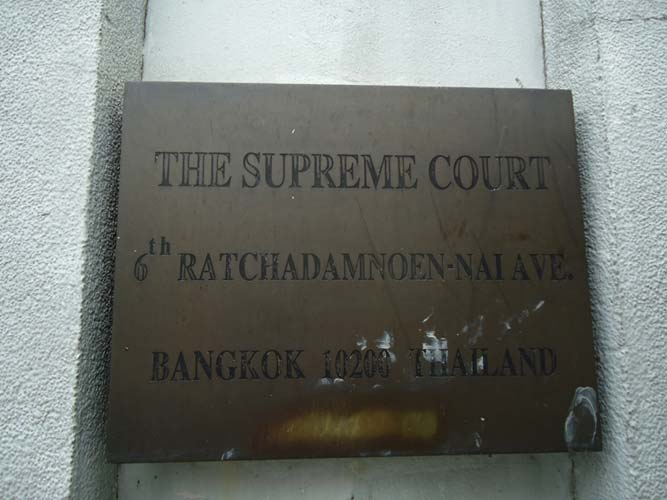 THE SUPREME COURT
6th RATCHADAMNOEN-NAI AVE.
BANGKOK 10200 THAILAND